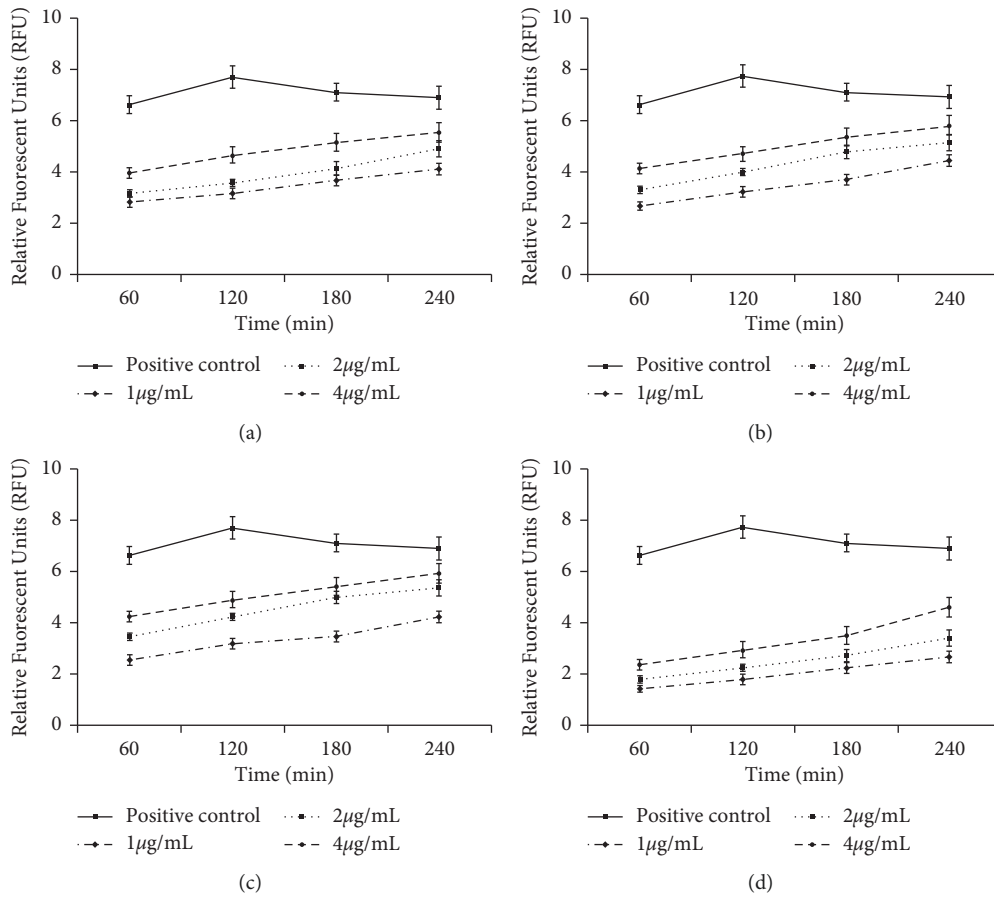 Relative Fluorescent Units (RFU)
10
8
6
4
2
0
60 120 180 240
Time (min)
Positive control 2μg/mL
1μg/mL 4μg/mL
(a)
Relative Fluorescent Units (RFU)
10
8
6
4
2
0
60 120 180 240
Time (min)
Positive control 2μg/mL
1μg/mL 4μg/mL
(b)
Relative Fluorescent Units (RFU)
10
8
6
4
2
0
60 120 180 240
Time (min)
Positive control 2μg/mL
1μg/mL 4μg/mL
(c)
Relative Fluorescent Units (RFU)
10
8
6
4
2
0
60 120 180 240
Time (min)
Positive control 2μg/mL
1μg/mL 4μg/mL
(d)